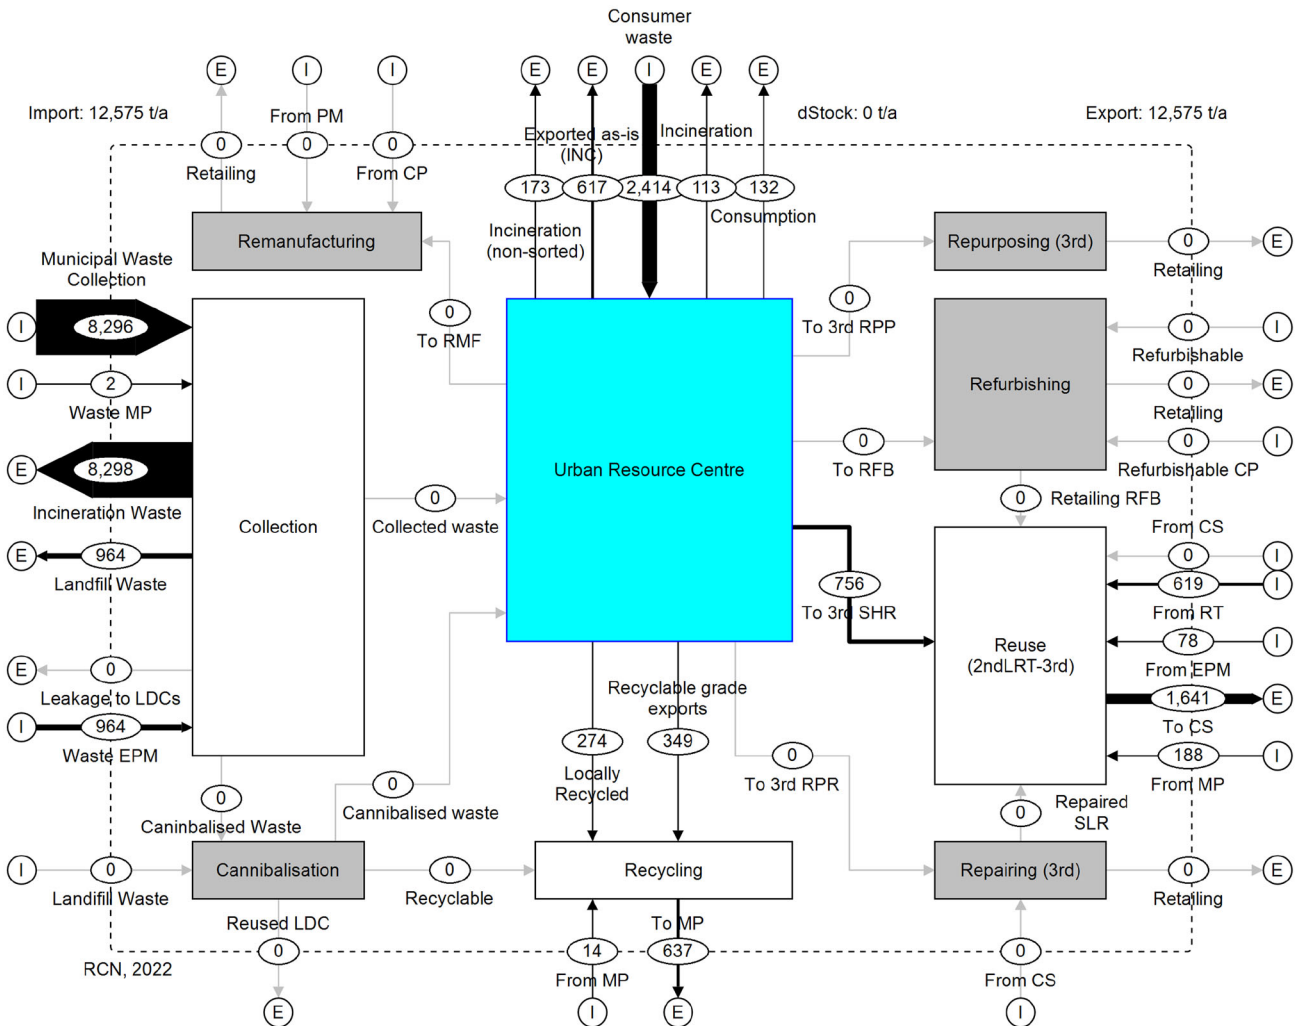 Consumer
waste
E
I
I
E
E
I
E
E
Import: 12,575 t/a
dStock: 0 t/a
Export: 12,575 t/a
From PM
Exported as-is
(INC)
Incineration
0
0
0
Retailing
From CP
173
617
2,414
113
132
Consumption
Incineration
(non-sorted)
Remanufacturing
Repurposing (3rd)
0
E
Retailing
Municipal Waste
Collection
I
8,296
0
To RMF
0
To 3rd RPP
0
I
Refurbishable
I
2
Waste MP
Refurbishing
0
E
Retailing
E
8,298
Incineration Waste
Urban Resource Centre
0
To RFB
0
I
Refurbishable CP
Collection
0
Collected waste
0
Retailing RFB
From CS
E
964
Landfill Waste
0
I
756
To 3rd SHR
619
I
From RT
Reuse
(2ndLRT-3rd)
78
I
From EPM
E
0
Leakage to LDCs
1,641
E
To CS
I
964
Waste EPM
Recyclable grade
exports
274
349
Locally
Recycled
0
To 3rd RPR
188
I
From MP
0
Caninbalised Waste
0
Cannibalised waste
0
Repaired
SLR
I
0
Landfill Waste
Cannibalisation
0
Recyclable
Recycling
Repairing (3rd)
0
E
Retailing
Reused LDC
0
To MP
14
637
From MP
0
From CS
RCN, 2022
E
I
E
I